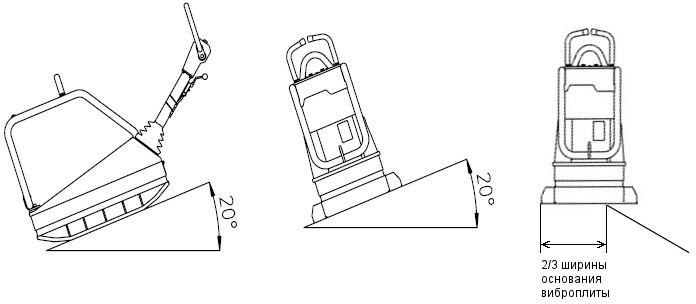 20°
20°
2/3 ширины
основания
виброплиты